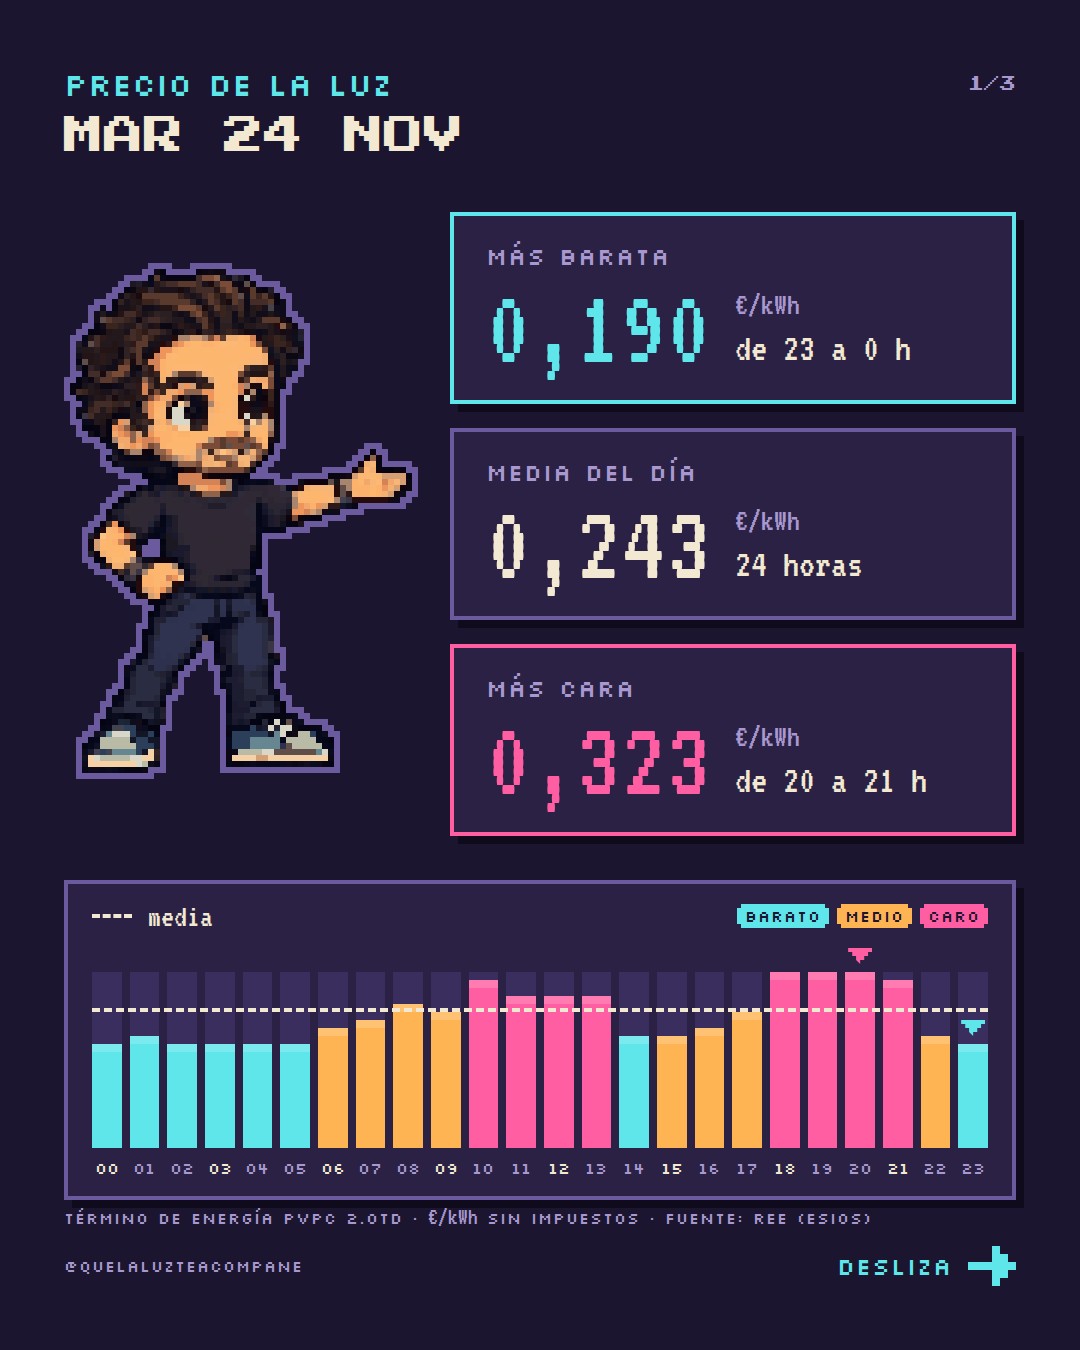 PRECIO DE LA LUZ
1/3
MAR 24 NOV
MÁS BARATA
0,190 €/kWh
de 23 a 0 h
MEDIA DEL DÍA
0,243 €/kWh
24 horas
MÁS CARA
0,323 €/kWh
de 20 a 21 h
---- media
BARATO MEDIO CARO
00 01 02 03 04 05 06 07 08 09 10 11 12 13 14 15 16 17 18 19 20 21 22 23
TÉRMINO DE ENERGÍA PVPC 2.0TD · €/kWh SIN IMPUESTOS · FUENTE: REE (ESIOS)
@QUELALUZTEACOMPANE
DESLIZA